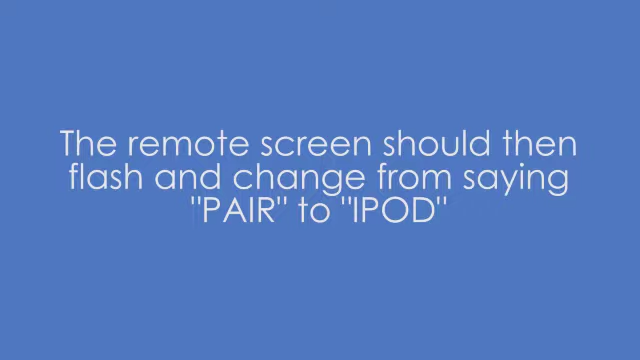 The remote screen should then
flash and change from saying
"PAIR" to "IPOD"